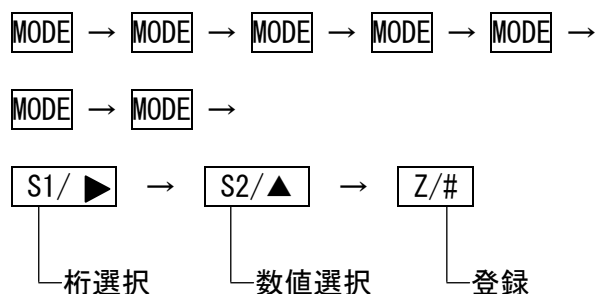 MODE → MODE → MODE → MODE → MODE →
MODE → MODE →
S1/ ▶ → S2/▲ → Z/#
桁選択 数値選択 登録